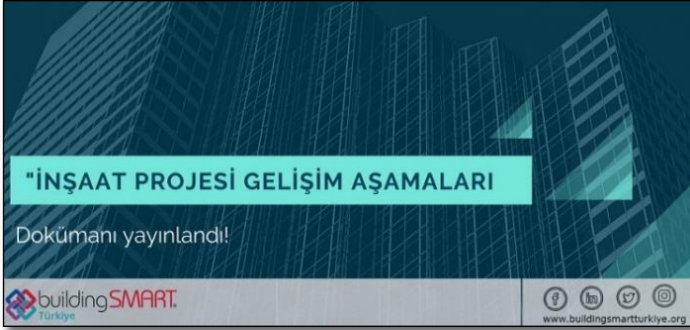 "İNŞAAT PROJESİ GELİŞİM AŞAMALARI
Dokümanı yayınlandı!
buildingSMART.
Türkiye
www.buildingsmartturkiye.org